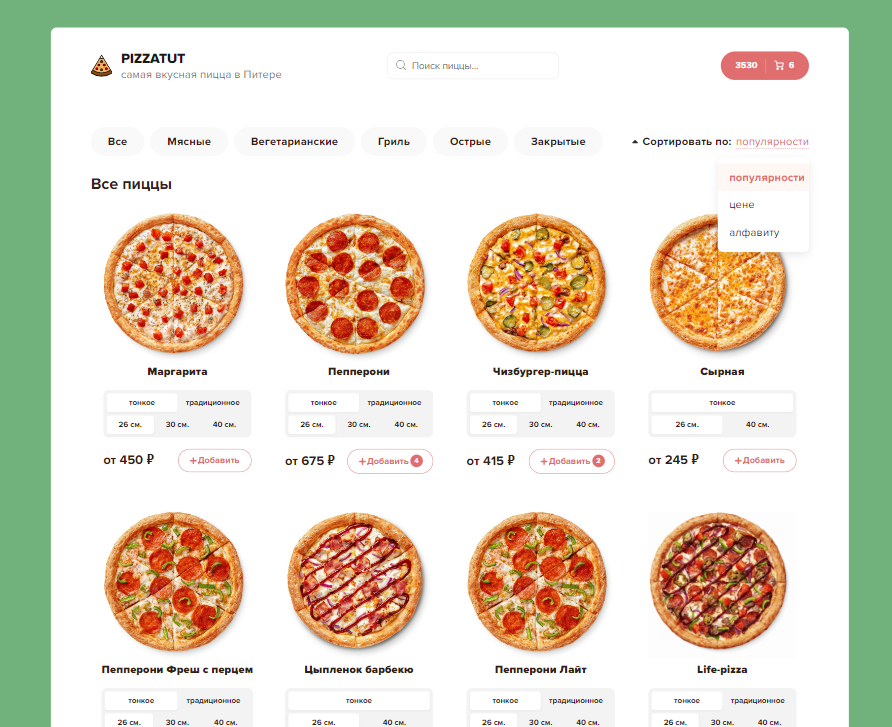 PIZZATUT
самая вкусная пицца в Питере
Поиск пиццы...
3530 6
Все Мясные Вегетарианские Гриль Острые Закрытые Сортировать по: популярности
популярности
цене
алфавиту
Все пиццы
Маргарита Пепперони Чизбургер-пицца Сырная
тонкое традиционное тонкое традиционное тонкое традиционное тонкое
26 см. 30 см. 40 см. 26 см. 30 см. 40 см. 26 см. 30 см. 40 см. 26 см. 40 см.
от 450 ₽ +Добавить от 675 ₽ +Добавить 4 от 415 ₽ +Добавить 2 от 245 ₽ +Добавить
Пепперони Фреш с перцем Цыпленок барбекю Пепперони Лайт Life-pizza
тонкое традиционное тонкое тонкое традиционное тонкое традиционное
26 см. 30 см. 40 см. 26 см. 40 см. 26 см. 30 см. 40 см. 26 см. 30 см. 40 см.